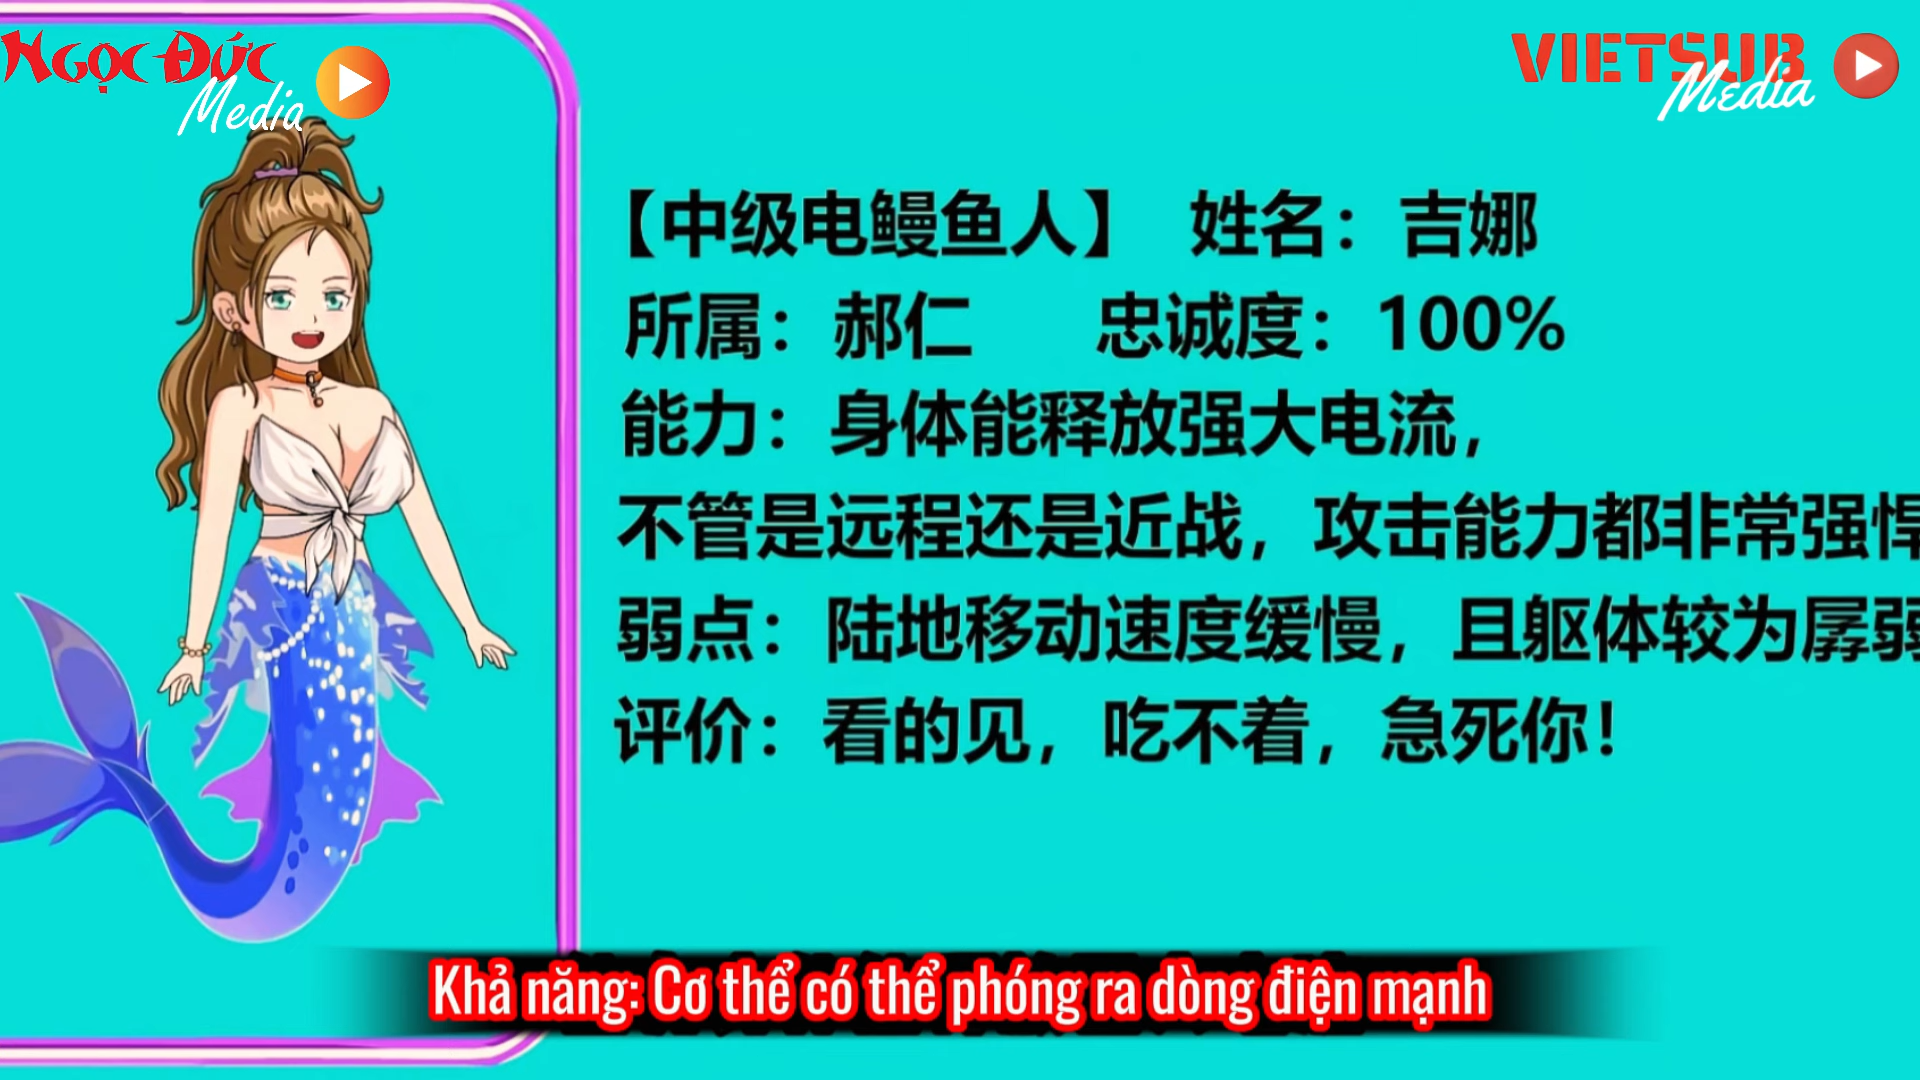 NGỌC ĐỨC
Media
VIETSUB
Media
【中级电鳗鱼人】 姓名：吉娜
所属：郝仁 忠诚度：100%
能力：身体能释放强大电流，
不管是远程还是近战，攻击能力都非常强悍
弱点：陆地移动速度缓慢，且躯体较为孱弱
评价：看的见，吃不着，急死你！
Khả năng: Cơ thể có thể phóng ra dòng điện mạnh